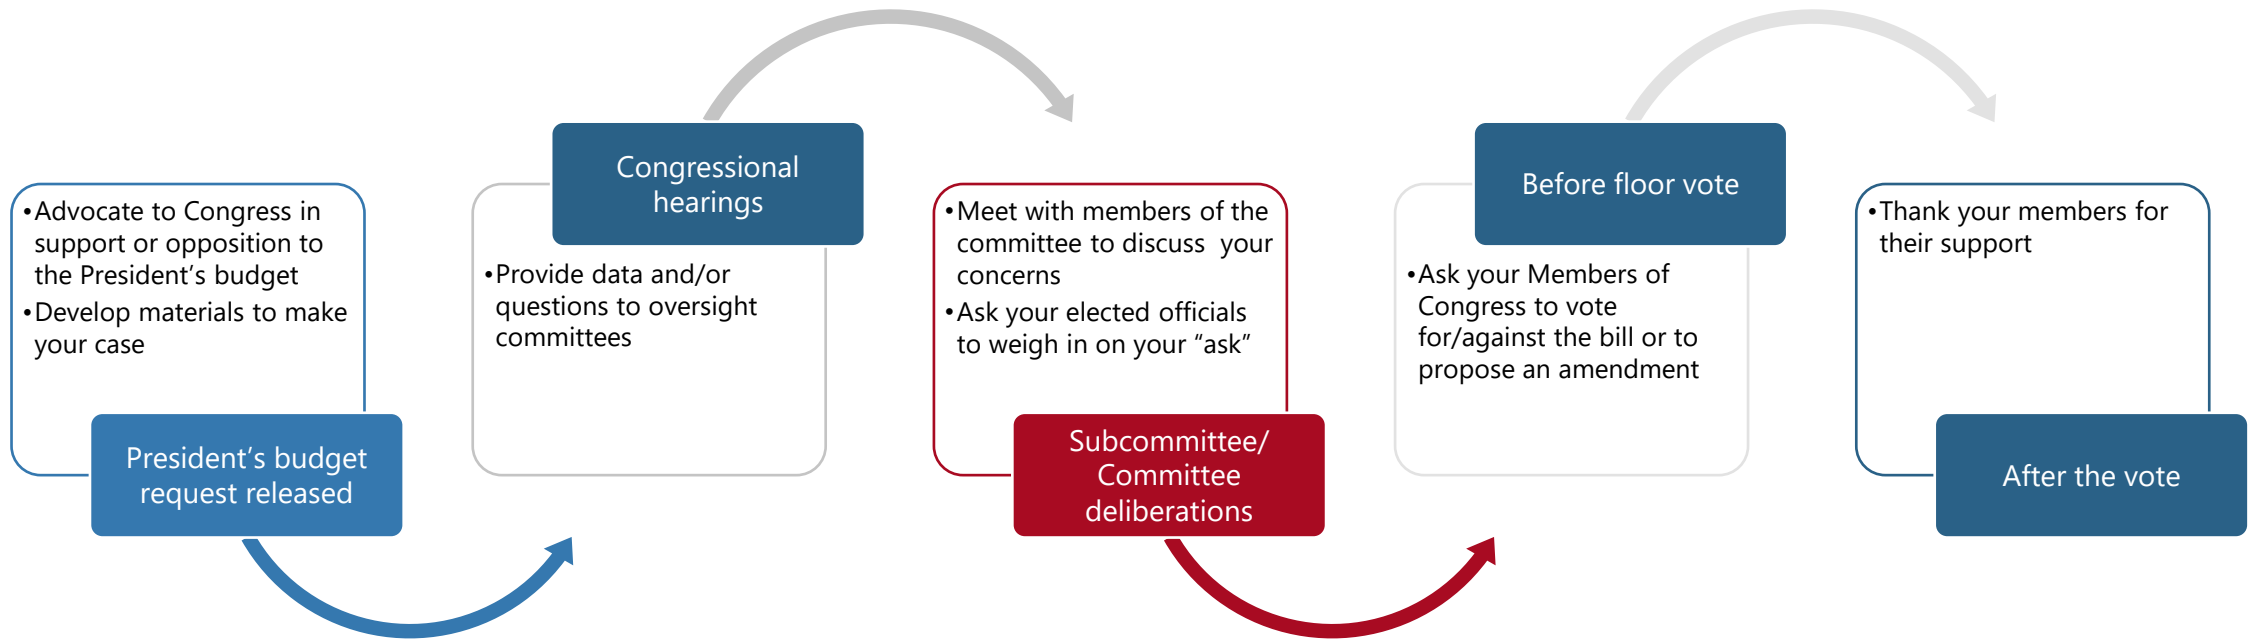 •Advocate to Congress in
support or opposition to
the President’s budget
•Develop materials to make
your case
President’s budget
request released
Congressional
hearings
•Provide data and/or
questions to oversight
committees
•Meet with members of the
committee to discuss  your
concerns
•Ask your elected officials
to weigh in on your “ask”
Subcommittee/
Committee
deliberations
Before floor vote
•Ask your Members of
Congress to vote
for/against the bill or to
propose an amendment
•Thank your members for
their support
After the vote